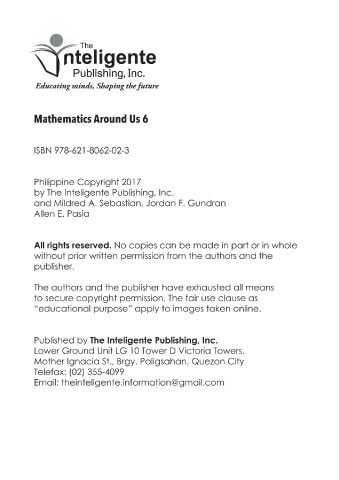 The
Inteligente
Publishing, Inc.
Educating minds, Shaping the future
Mathematics Around Us 6
ISBN 978-621-8062-02-3
Philippine Copyright 2017
by The Inteligente Publishing, Inc.
and Mildred A. Sebastian, Jordan F. Gundran
Allen E. Pasia
All rights reserved. No copies can be made in part or in whole
without prior written permission from the authors and the
publisher.
The authors and the publisher have exhausted all means
to secure copyright permission. The fair use clause as
“educational purpose” apply to images taken online.
Published by The Inteligente Publishing, Inc.
Lower Ground Unit LG 10 Tower D Victoria Towers,
Mother Ignacia St., Brgy. Paligsahan, Quezon City
Telefax: (02) 355-4099
Email: theinteligente.information@gmail.com